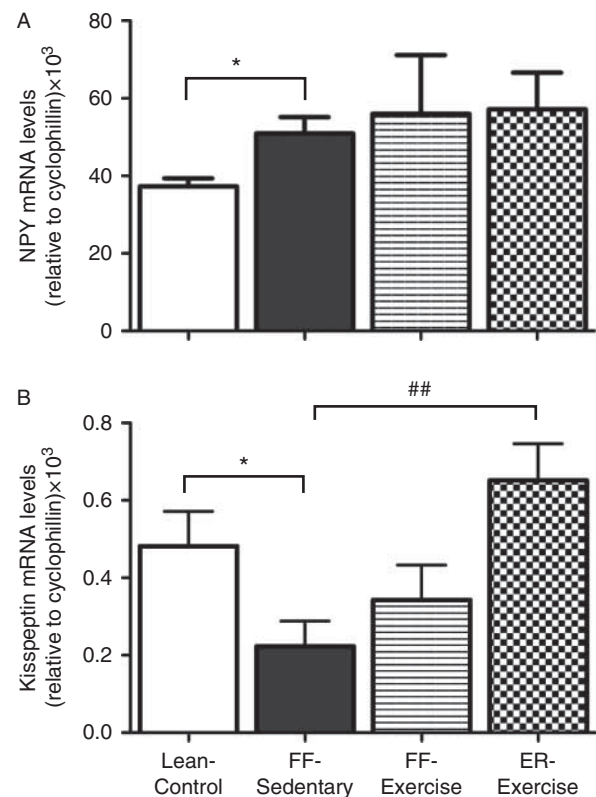 A
NPY mRNA levels
(relative to cyclophillin)×10³
80
60
40
20
0
*
B
Kisspeptin mRNA levels
(relative to cyclophillin)×10³
0.8
0.6
0.4
0.2
0.0
*
##
Lean-
Control
FF-
Sedentary
FF-
Exercise
ER-
Exercise